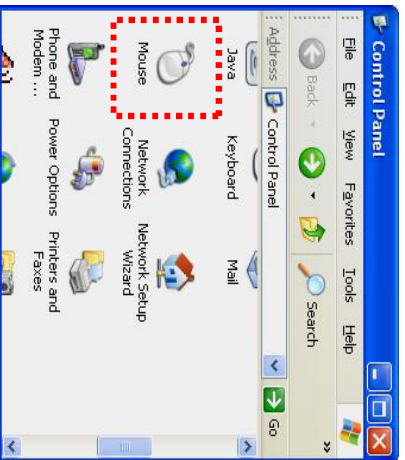 Control Panel
File Edit View Favorites Tools Help
Back Search »
Address Control Panel Go
Java Keyboard Mail
Mouse Network Connections Network Setup Wizard
Phone and Modem ... Power Options Printers and Faxes